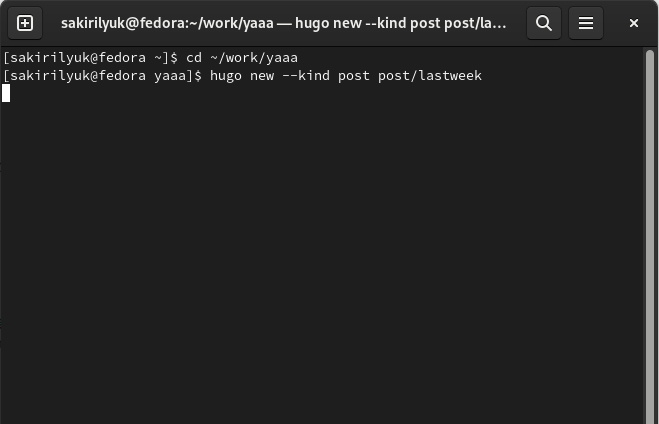 sakirilyuk@fedora:~/work/yaaa — hugo new --kind post post/la...
[sakirilyuk@fedora ~]$ cd ~/work/yaaa
[sakirilyuk@fedora yaaa]$ hugo new --kind post post/lastweek